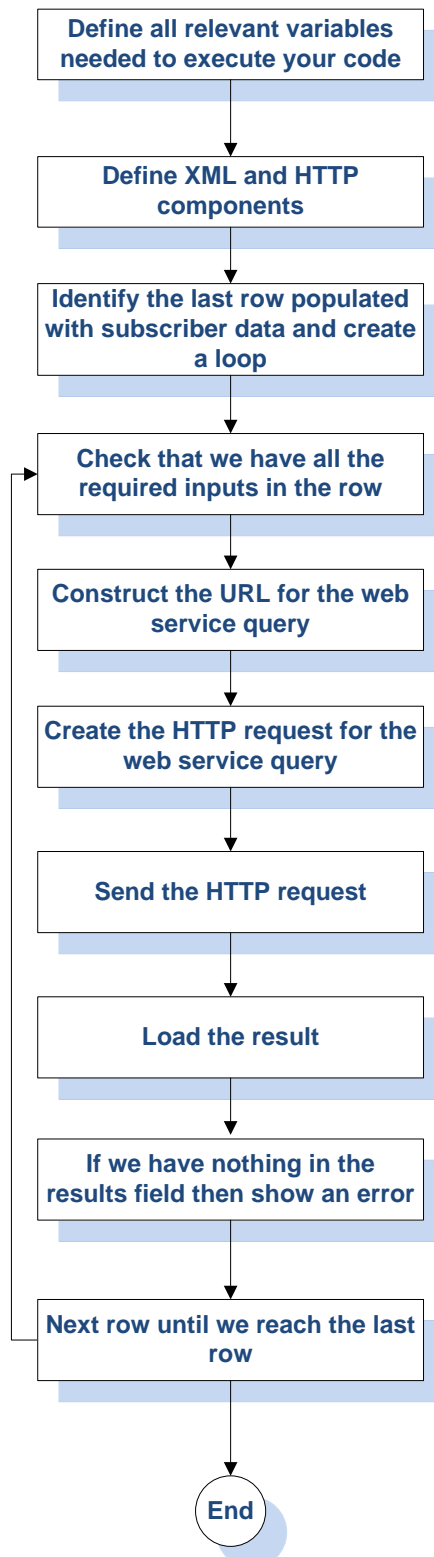 Define all relevant variables
needed to execute your code
Define XML and HTTP
components
Identify the last row populated
with subscriber data and create
a loop
Check that we have all the
required inputs in the row
Construct the URL for the web
service query
Create the HTTP request for the
web service query
Send the HTTP request
Load the result
If we have nothing in the
results field then show an error
Next row until we reach the last
row
End